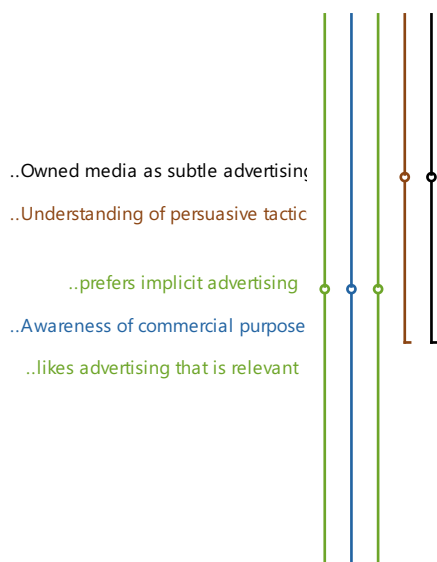 ..Owned media as subtle advertising
..Understanding of persuasive tactic
..prefers implicit advertising
..Awareness of commercial purpose
..likes advertising that is relevant